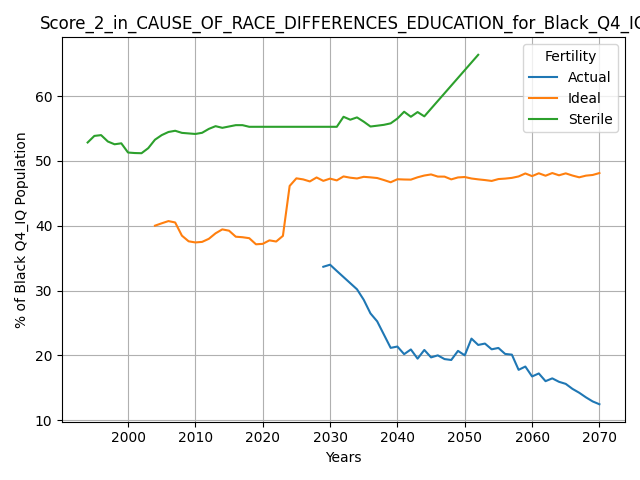 Score_2_in_CAUSE_OF_RACE_DIFFERENCES_EDUCATION_for_Black_Q4_IQ
Fertility
Actual
Ideal
Sterile
% of Black Q4_IQ Population
60
50
40
30
20
10
2000 2010 2020 2030 2040 2050 2060 2070
Years